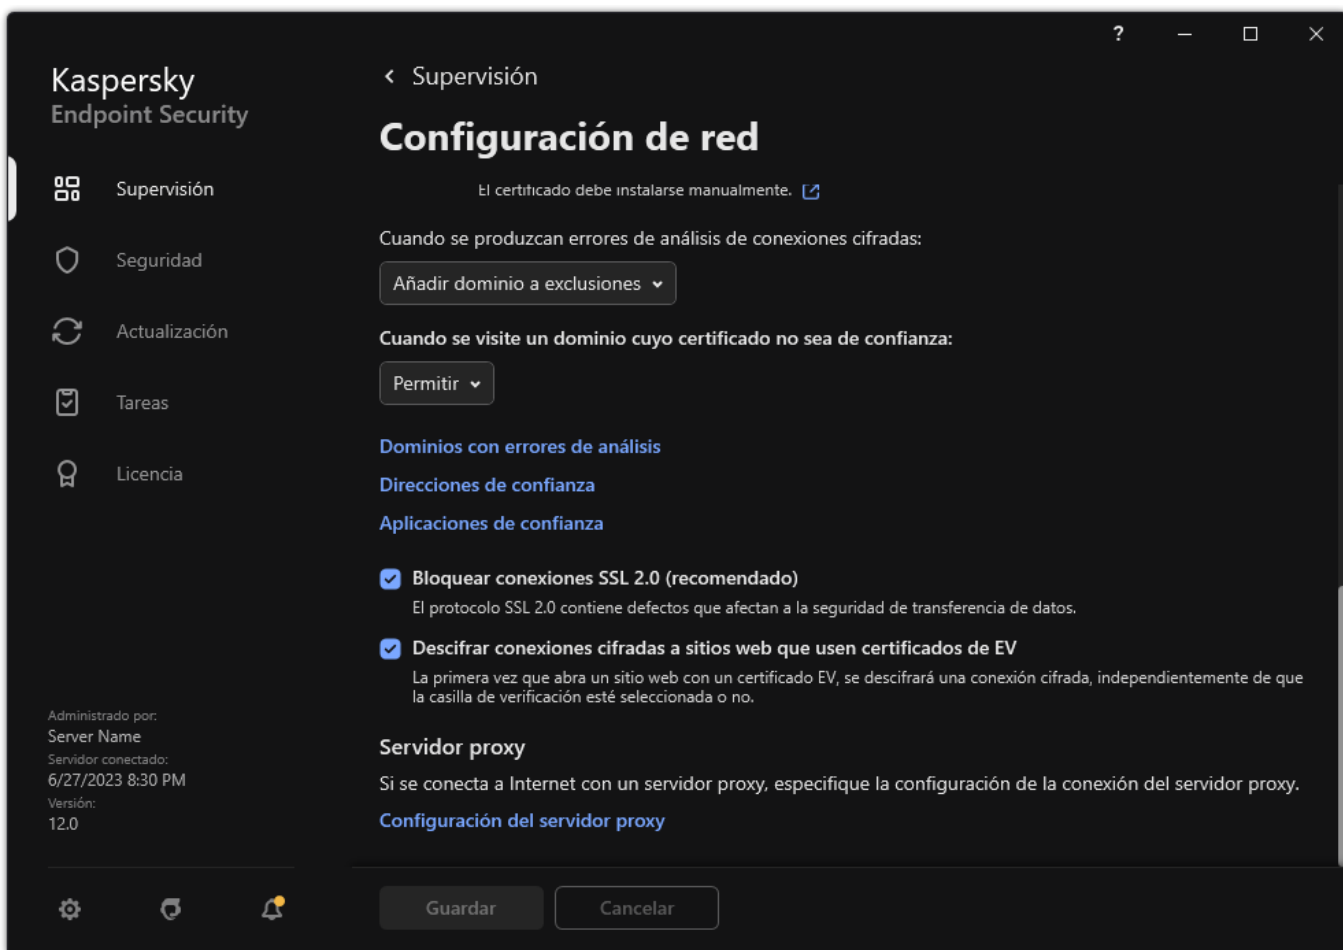 ?
Kaspersky
Endpoint Security
Supervisión
Seguridad
Actualización
Tareas
Licencia
Administrado por:
Server Name
Servidor conectado:
6/27/2023 8:30 PM
Versión:
12.0
Supervisión
Configuración de red
El certificado debe instalarse manualmente.
Cuando se produzcan errores de análisis de conexiones cifradas:
Añadir dominio a exclusiones
Cuando se visite un dominio cuyo certificado no sea de confianza:
Permitir
Dominios con errores de análisis
Direcciones de confianza
Aplicaciones de confianza
Bloquear conexiones SSL 2.0 (recomendado)
El protocolo SSL 2.0 contiene defectos que afectan a la seguridad de transferencia de datos.
Descifrar conexiones cifradas a sitios web que usen certificados de EV
La primera vez que abra un sitio web con un certificado EV, se descifrará una conexión cifrada, independientemente de que
la casilla de verificación esté seleccionada o no.
Servidor proxy
Si se conecta a Internet con un servidor proxy, especifique la configuración de la conexión del servidor proxy.
Configuración del servidor proxy
Guardar
Cancelar